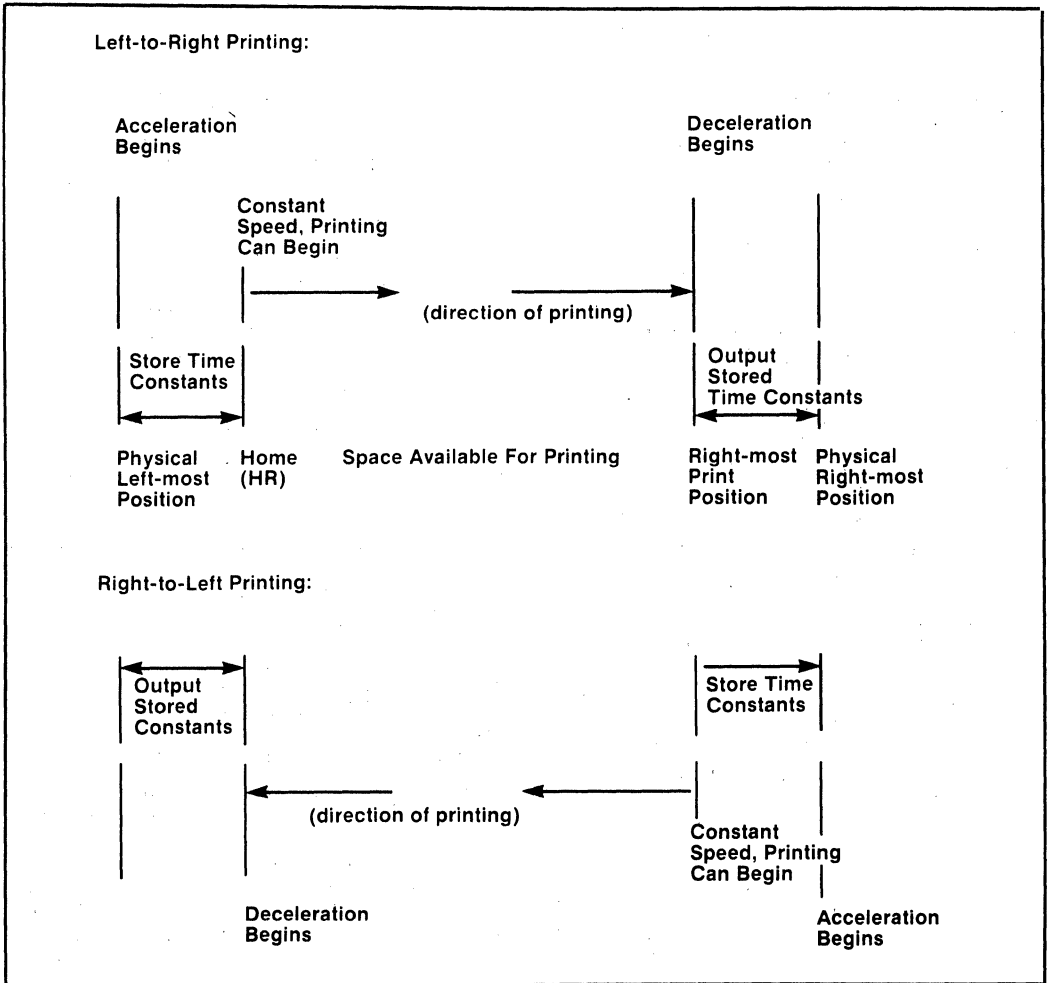 Left-to-Right Printing:
Acceleration
Begins
Deceleration
Begins
Constant
Speed, Printing
Can Begin
(direction of printing)
Store Time
Constants
Output
Stored
Time Constants
Physical
Left-most
Position
Home
(HR)
Space Available For Printing
Right-most
Print
Position
Physical
Right-most
Position
Right-to-Left Printing:
Output
Stored
Constants
Store Time
Constants
(direction of printing)
Constant
Speed, Printing
Can Begin
Deceleration
Begins
Acceleration
Begins